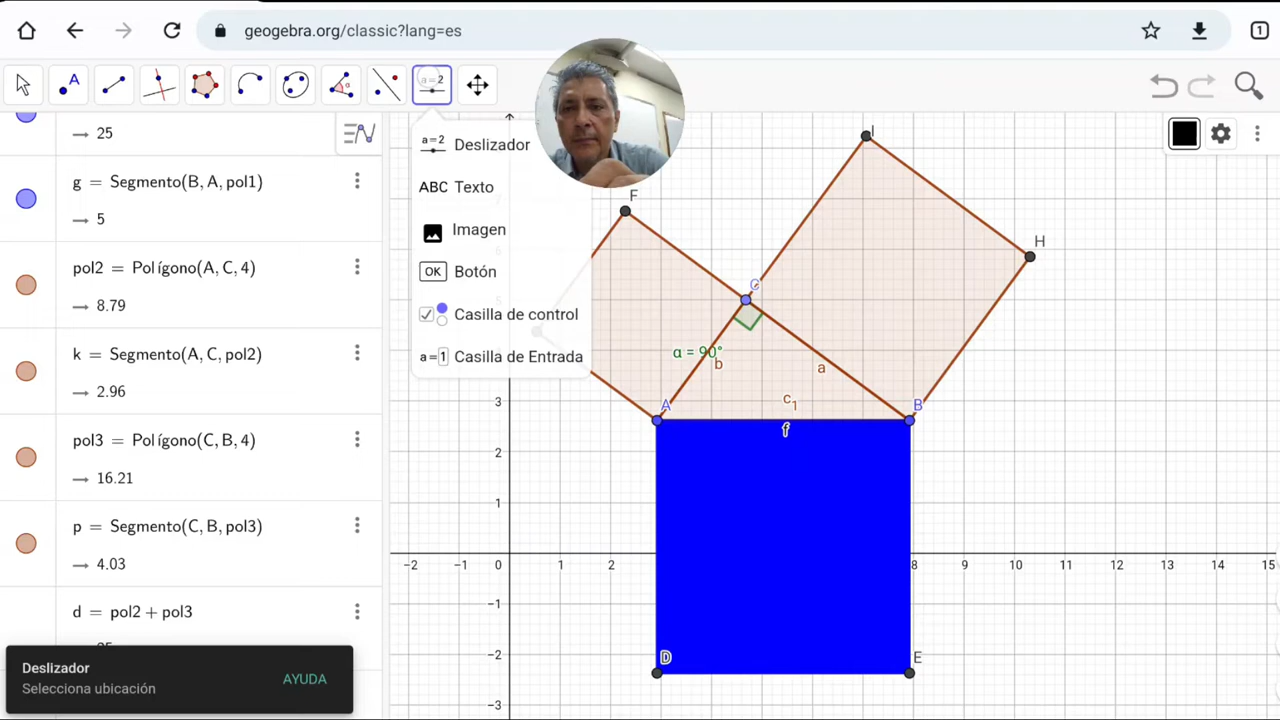 geogebra.org/classic?lang=es
1
A
a=2
→ 25
g = Segmento(B, A, pol1)
→ 5
pol2 = Polígono(A, C, 4)
→ 8.79
k = Segmento(A, C, pol2)
→ 2.96
pol3 = Polígono(C, B, 4)
→ 16.21
p = Segmento(C, B, pol3)
→ 4.03
d = pol2 + pol3
Deslizador
Selecciona ubicación
AYUDA
a=2 Deslizador
ABC Texto
Imagen
OK Botón
Casilla de control
a=1 Casilla de Entrada
I
F
H
C
α = 90°
b
a
A
c1
B
f
D
E
3
2
1
−1
−2
−3
−2 −1 0 1 2 8 9 10 11 12 13 14 15